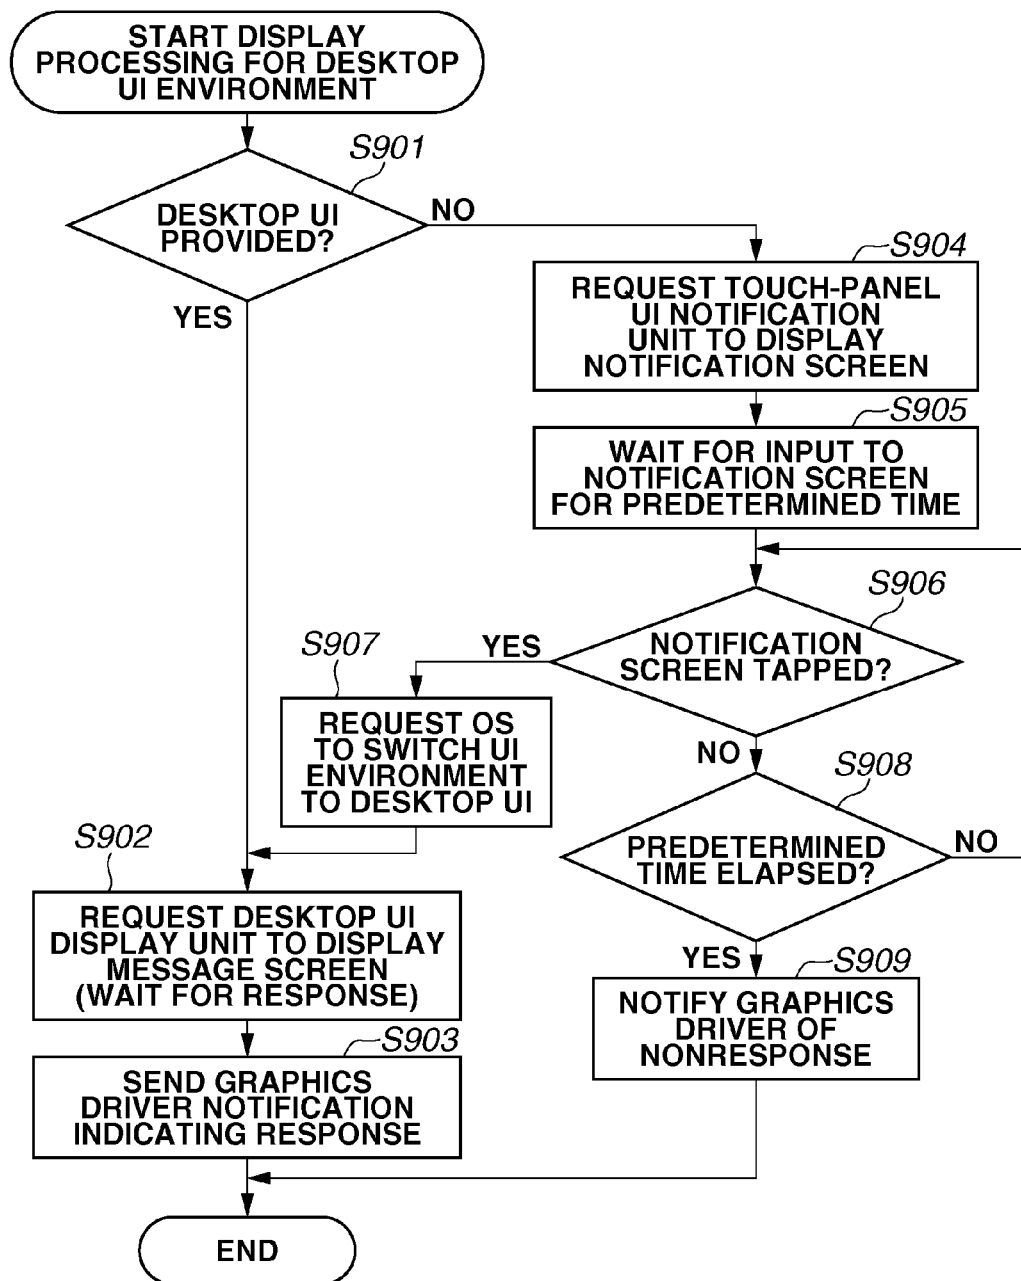 START DISPLAY
PROCESSING FOR DESKTOP
UI ENVIRONMENT
S901
DESKTOP UI
PROVIDED?
NO
YES
S904
REQUEST TOUCH-PANEL
UI NOTIFICATION
UNIT TO DISPLAY
NOTIFICATION SCREEN
S905
WAIT FOR INPUT TO
NOTIFICATION SCREEN
FOR PREDETERMINED TIME
S906
NOTIFICATION
SCREEN TAPPED?
YES
NO
S907
REQUEST OS
TO SWITCH UI
ENVIRONMENT
TO DESKTOP UI
S908
PREDETERMINED
TIME ELAPSED?
NO
YES
S902
REQUEST DESKTOP UI
DISPLAY UNIT TO DISPLAY
MESSAGE SCREEN
(WAIT FOR RESPONSE)
S909
NOTIFY GRAPHICS
DRIVER OF
NONRESPONSE
S903
SEND GRAPHICS
DRIVER NOTIFICATION
INDICATING RESPONSE
END